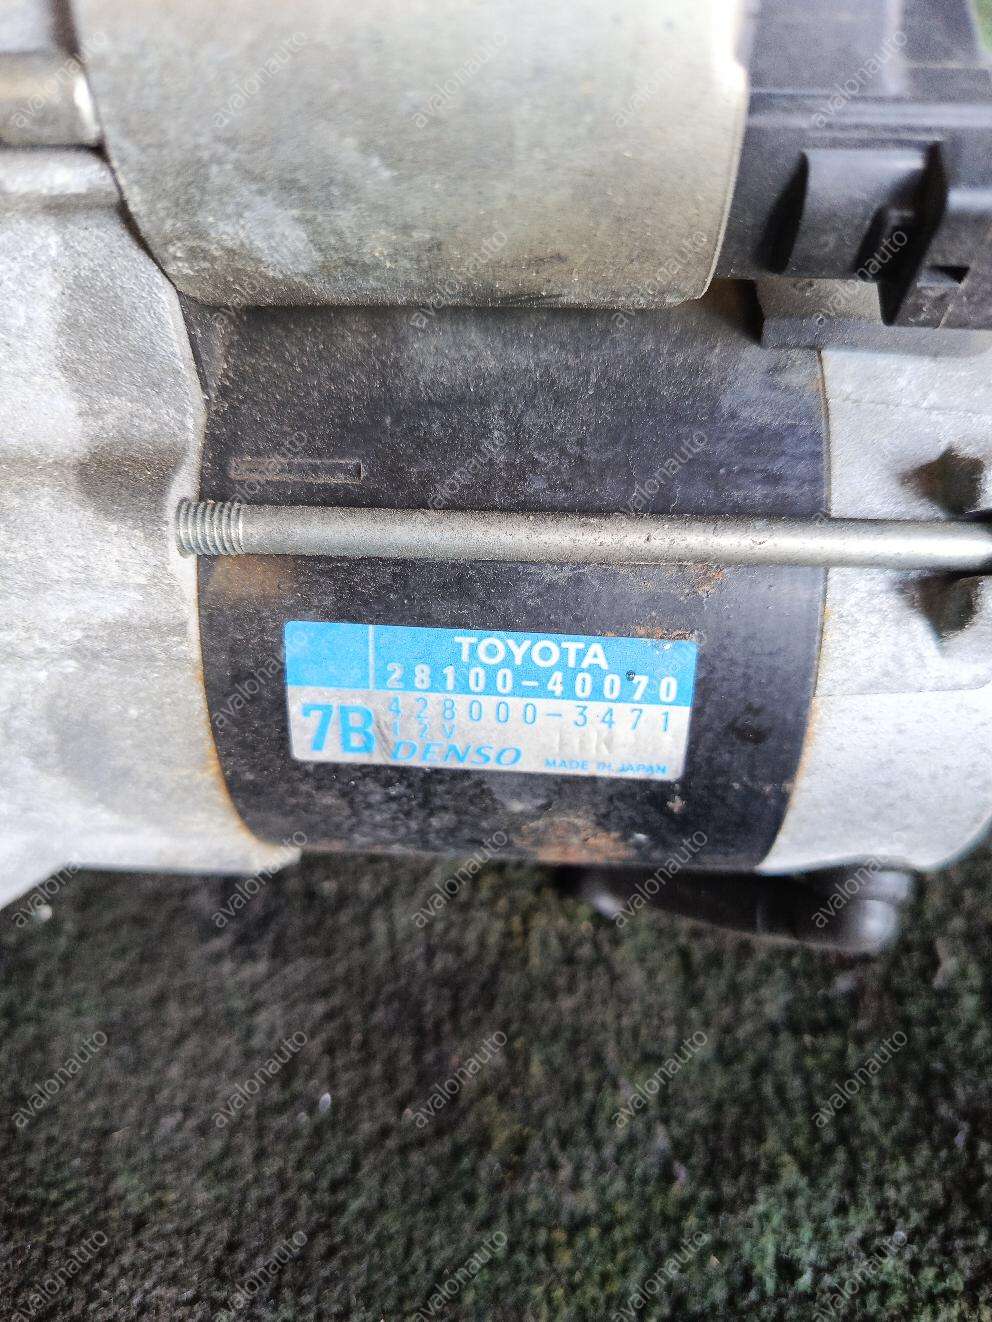 TOYOTA
28100-40070
7B
428000-3471
12V
DENSO
MADE IN JAPAN
avalonauto